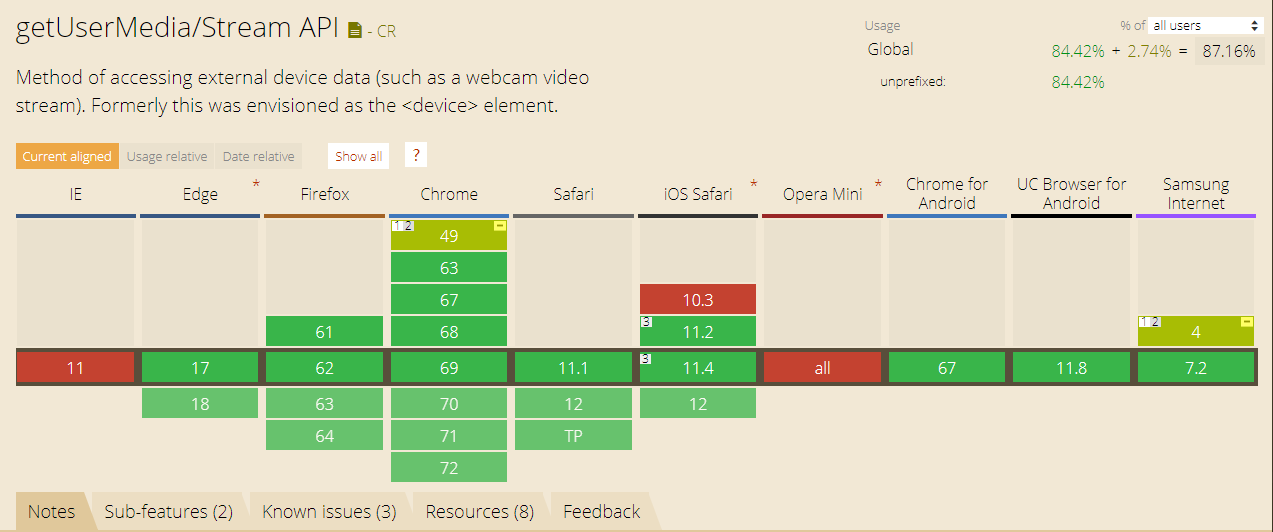 getUserMedia/Stream API - CR
Usage % of all users
Global 84.42% + 2.74% = 87.16%
unprefixed: 84.42%
Method of accessing external device data (such as a webcam video
stream). Formerly this was envisioned as the <device> element.
Current aligned Usage relative Date relative Show all ?
IE Edge * Firefox Chrome Safari iOS Safari * Opera Mini * Chrome for Android UC Browser for Android Samsung Internet
1 2 49 −
63
67 10.3
61 68 3 11.2 1 2 4 −
11 17 62 69 11.1 3 11.4 all 67 11.8 7.2
18 63 70 12 12
64 71 TP
72
Notes Sub-features (2) Known issues (3) Resources (8) Feedback